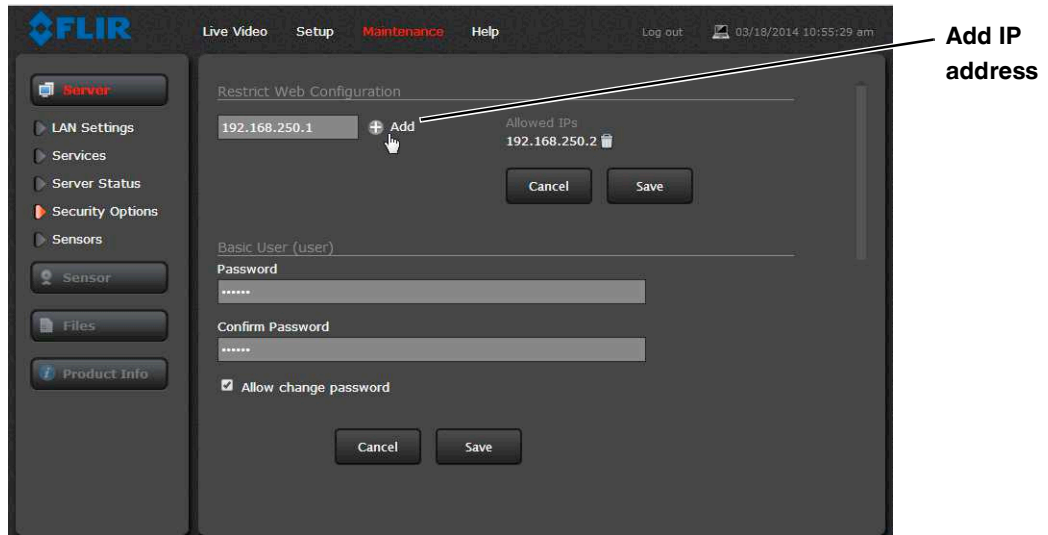 FLIR
Live Video Setup Maintenance Help Log out 03/18/2014 10:55:29 am
Add IP
address
Server
LAN Settings
Services
Server Status
Security Options
Sensors
Sensor
Files
Product Info
Restrict Web Configuration
192.168.250.1 Add
Allowed IPs
192.168.250.2
Cancel Save
Basic User (user)
Password
••••••
Confirm Password
••••••
Allow change password
Cancel Save